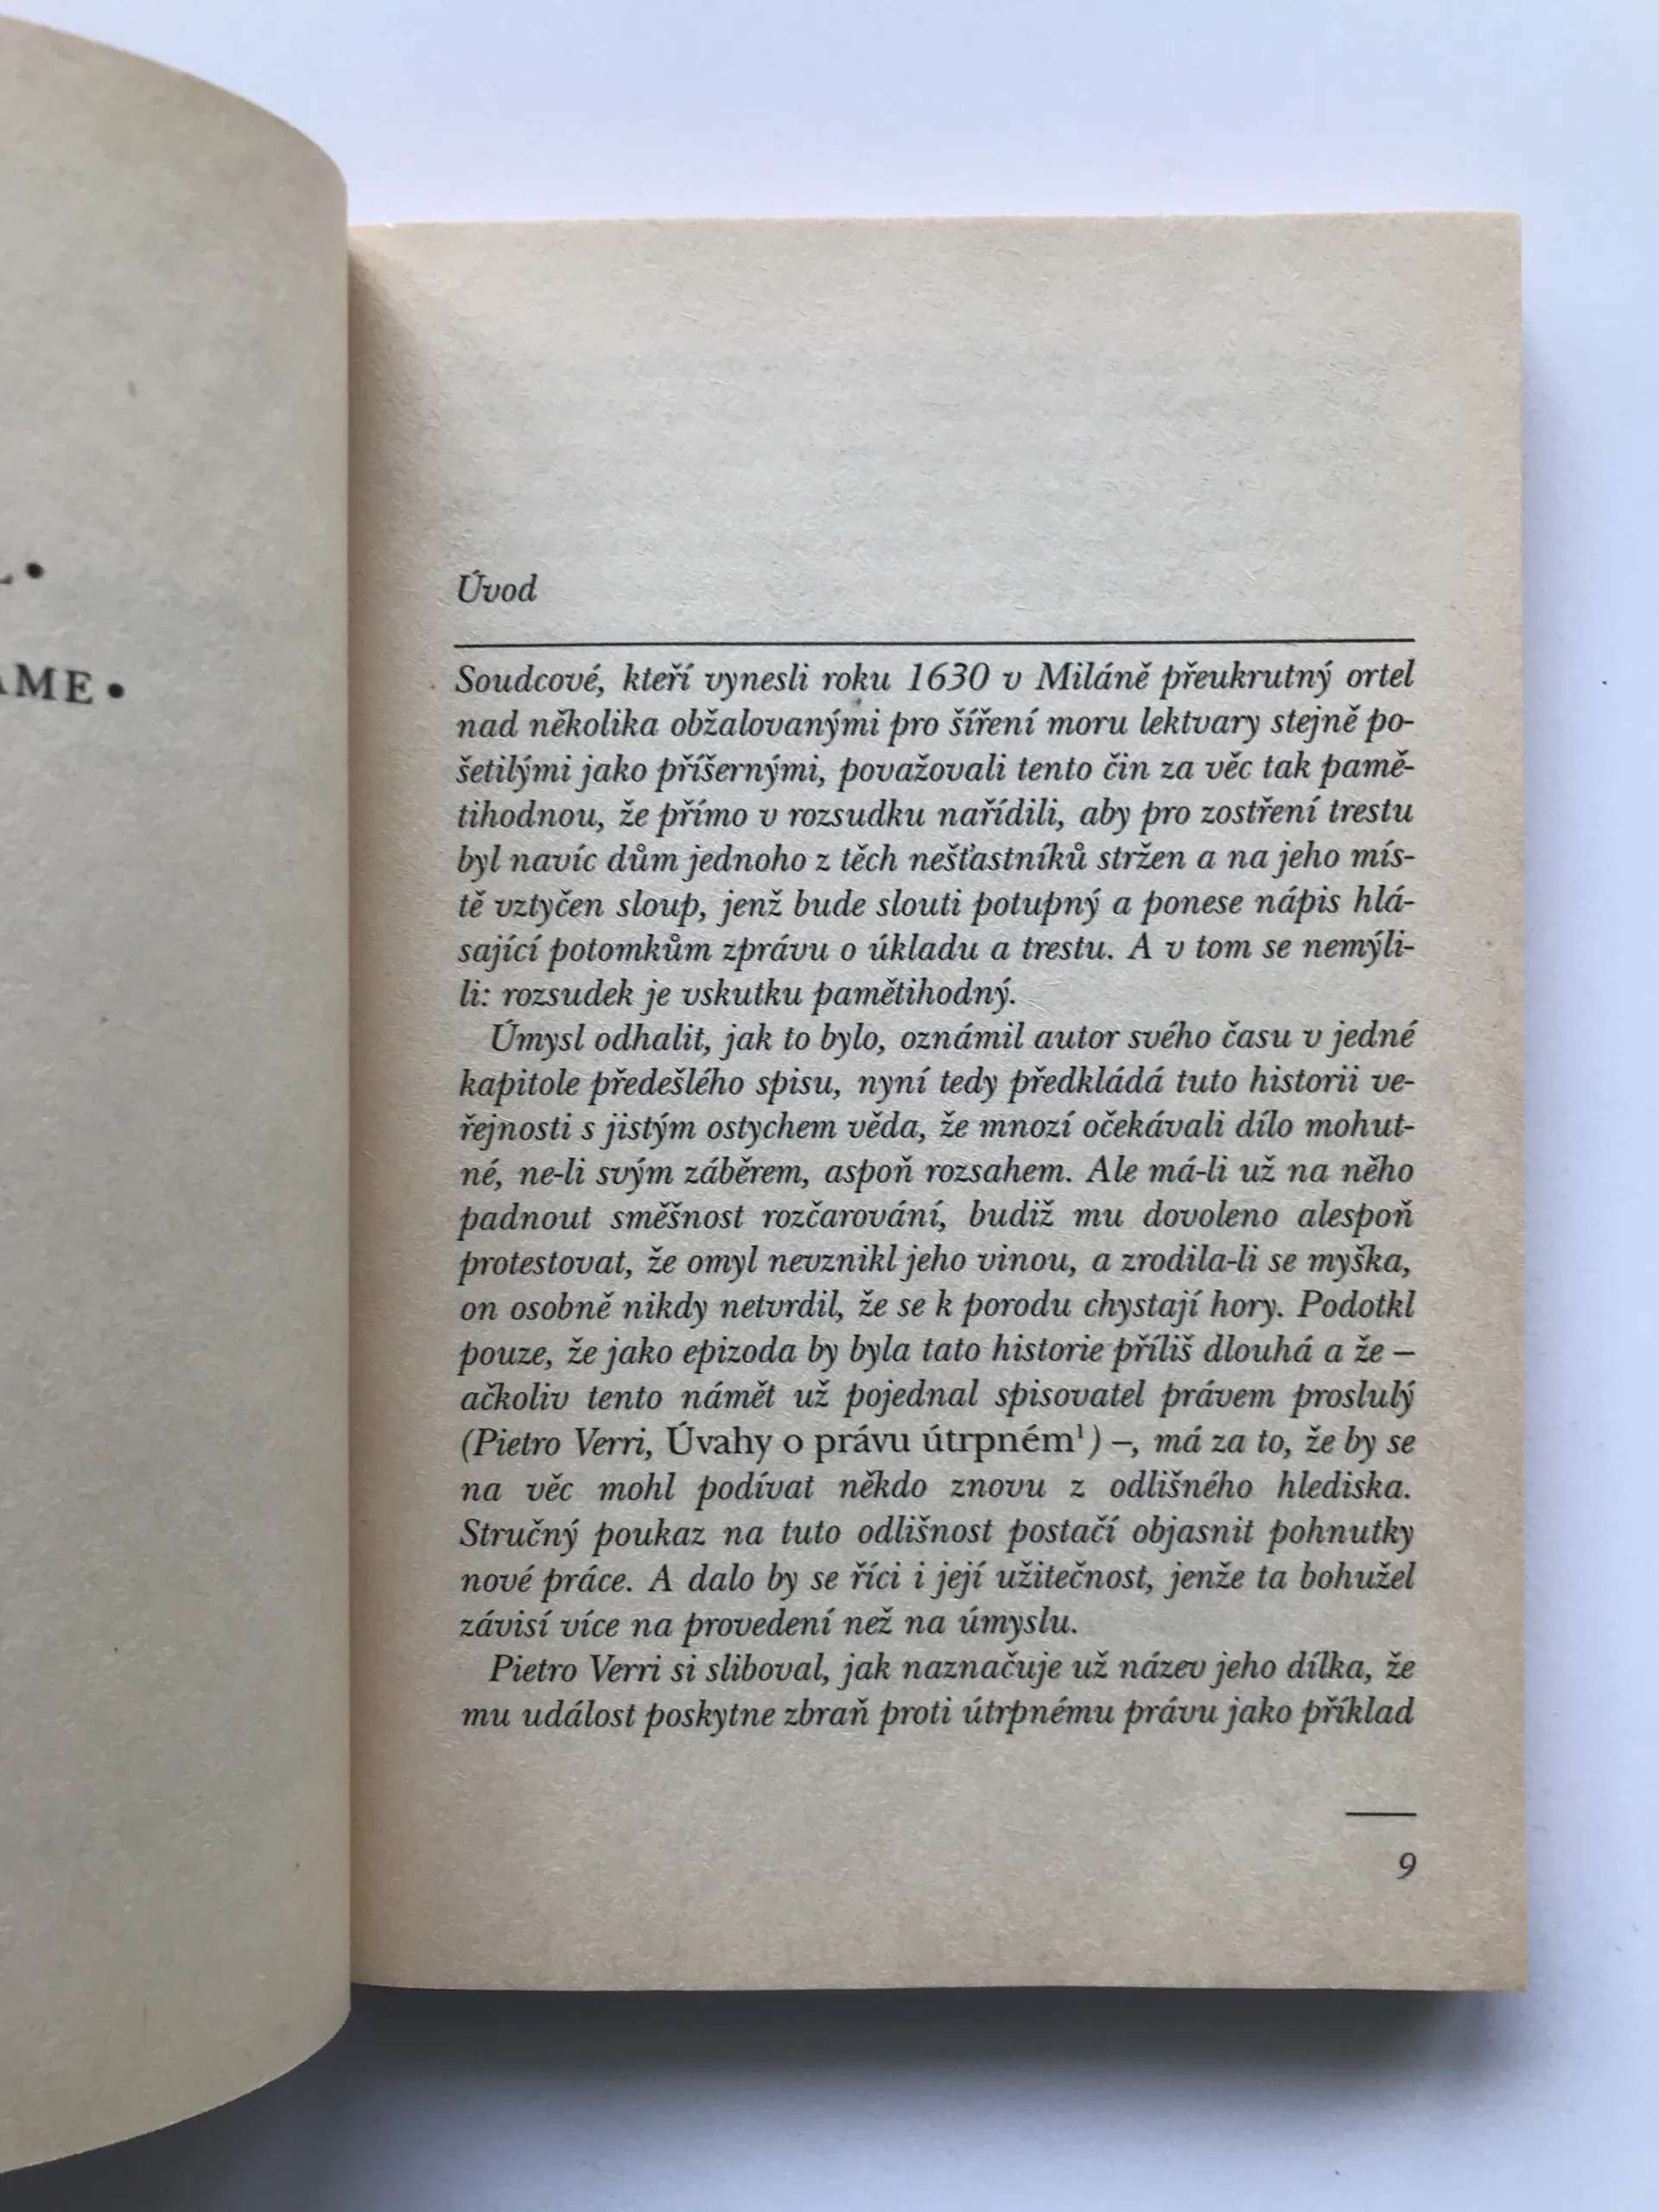 AME•
Úvod
Soudcové, kteří vynesli roku 1630 v Miláně přeukrutný ortel
nad několika obžalovanými pro šíření moru lektvary stejně po-
šetilými jako příšernými, považovali tento čin za věc tak pamě-
tihodnou, že přímo v rozsudku nařídili, aby pro zostření trestu
byl navíc dům jednoho z těch nešťastníků stržen a na jeho mís-
tě vztyčen sloup, jenž bude slouti potupný a ponese nápis hlá-
sající potomkům zprávu o úkladu a trestu. A v tom se nemýli-
li: rozsudek je vskutku pamětihodný.
Úmysl odhalit, jak to bylo, oznámil autor svého času v jedné
kapitole předešlého spisu, nyní tedy předkládá tuto historii ve-
řejnosti s jistým ostychem věda, že mnozí očekávali dílo mohut-
né, ne-li svým záběrem, aspoň rozsahem. Ale má-li už na něho
padnout směšnost rozčarování, budiž mu dovoleno alespoň
protestovat, že omyl nevznikl jeho vinou, a zrodila-li se myška,
on osobně nikdy netvrdil, že se k porodu chystají hory. Podotkl
pouze, že jako epizoda by byla tato historie příliš dlouhá a že –
ačkoliv tento námět už pojednal spisovatel právem proslulý
(Pietro Verri, Úvahy o právu útrpném¹) –, má za to, že by se
na věc mohl podívat někdo znovu z odlišného hlediska.
Stručný poukaz na tuto odlišnost postačí objasnit pohnutky
nové práce. A dalo by se říci i její užitečnost, jenže ta bohužel
závisí více na provedení než na úmyslu.
Pietro Verri si sliboval, jak naznačuje už název jeho dílka, že
mu událost poskytne zbraň proti útrpnému právu jako příklad
9